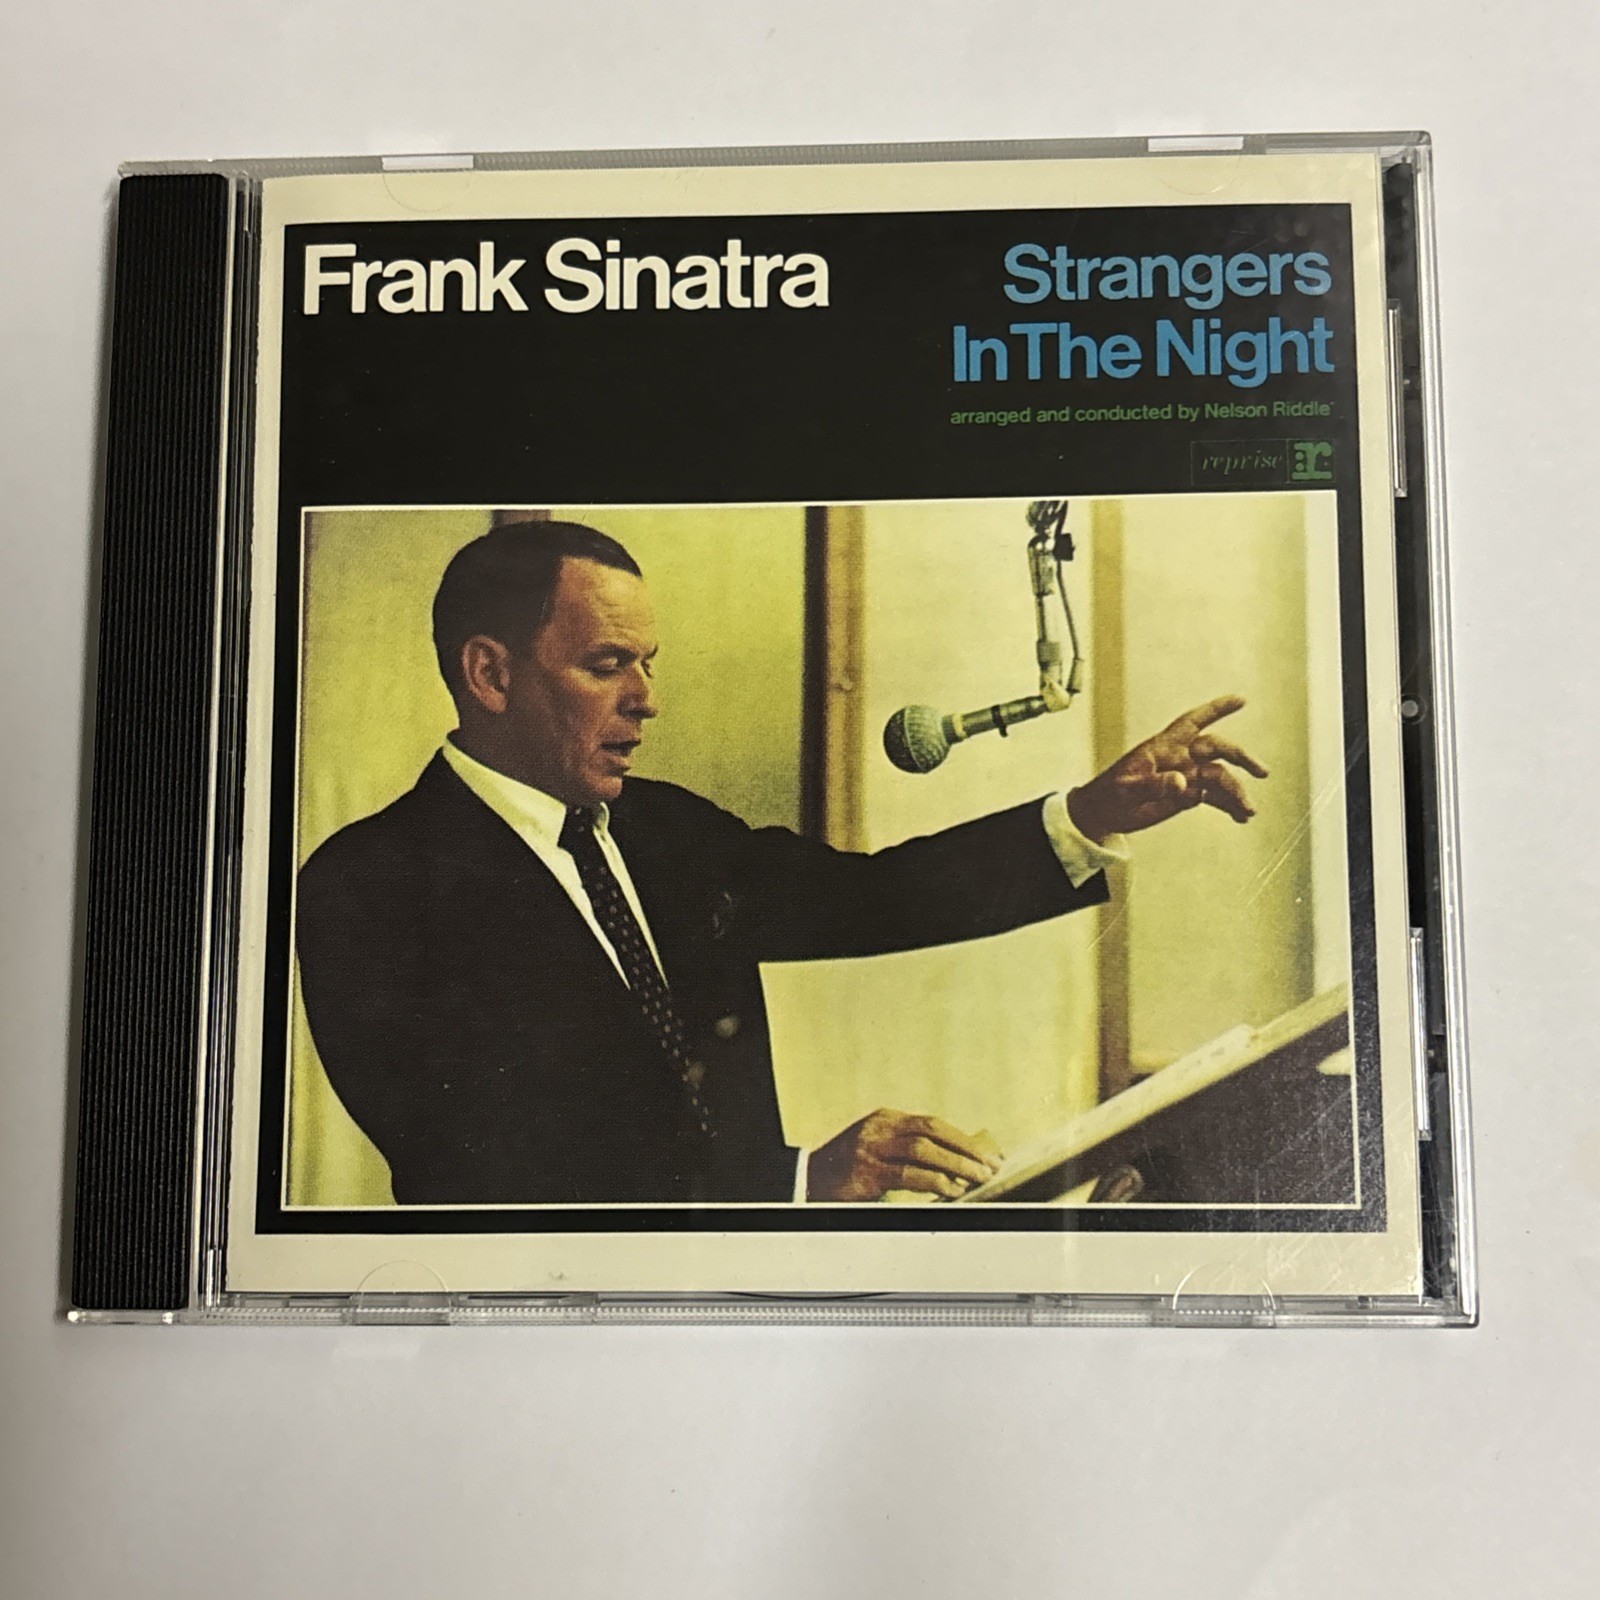 Frank Sinatra
Strangers
In The Night
arranged and conducted by Nelson Riddle
reprise r: